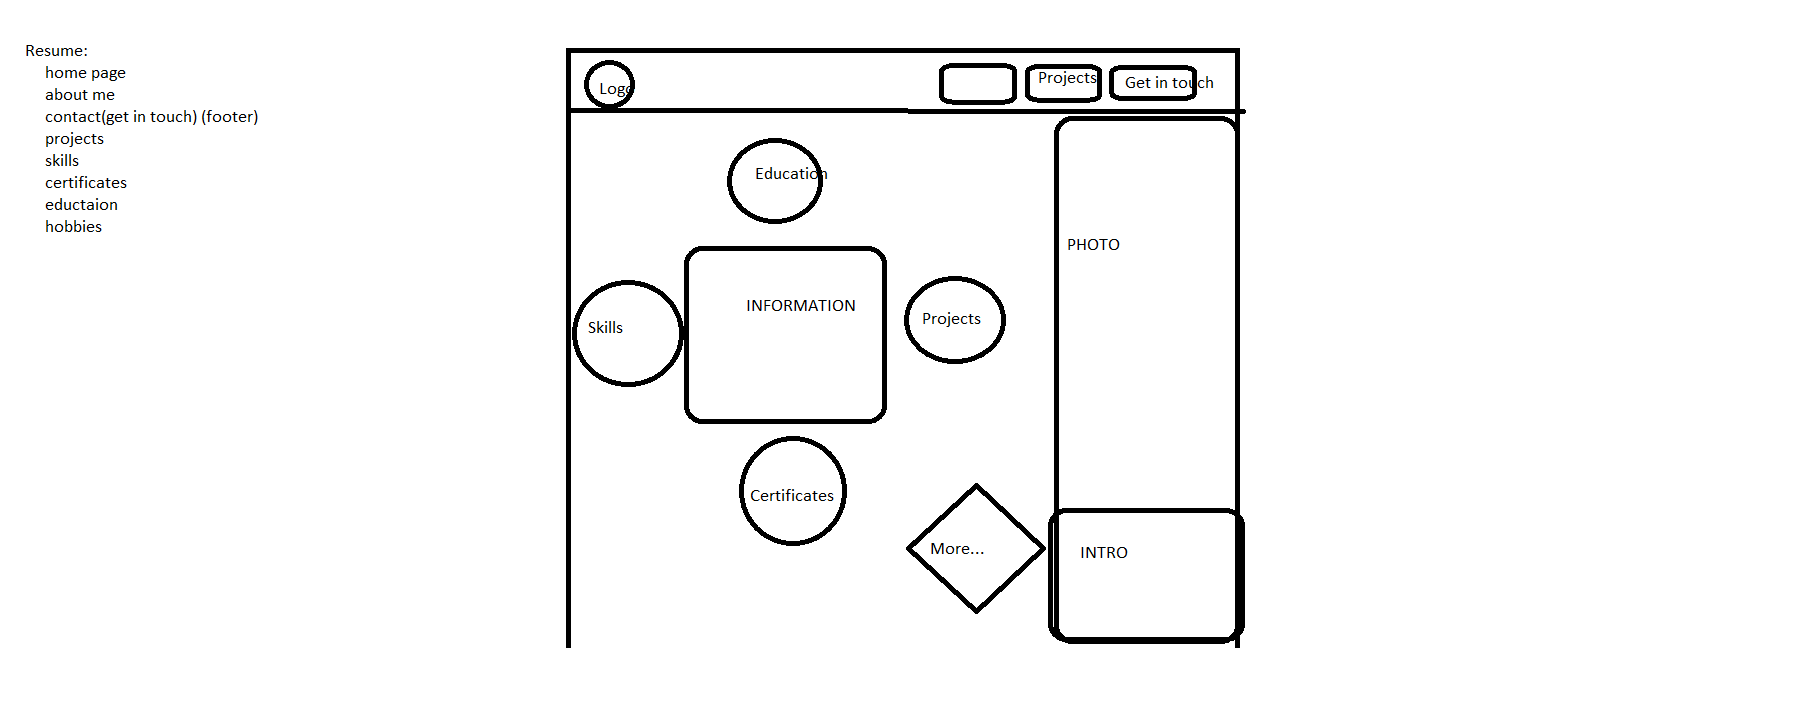 Resume:
home page
about me
contact(get in touch) (footer)
projects
skills
certificates
eductaion
hobbies
Logo
Projects
Get in touch
Education
PHOTO
INFORMATION
Skills
Projects
Certificates
More...
INTRO